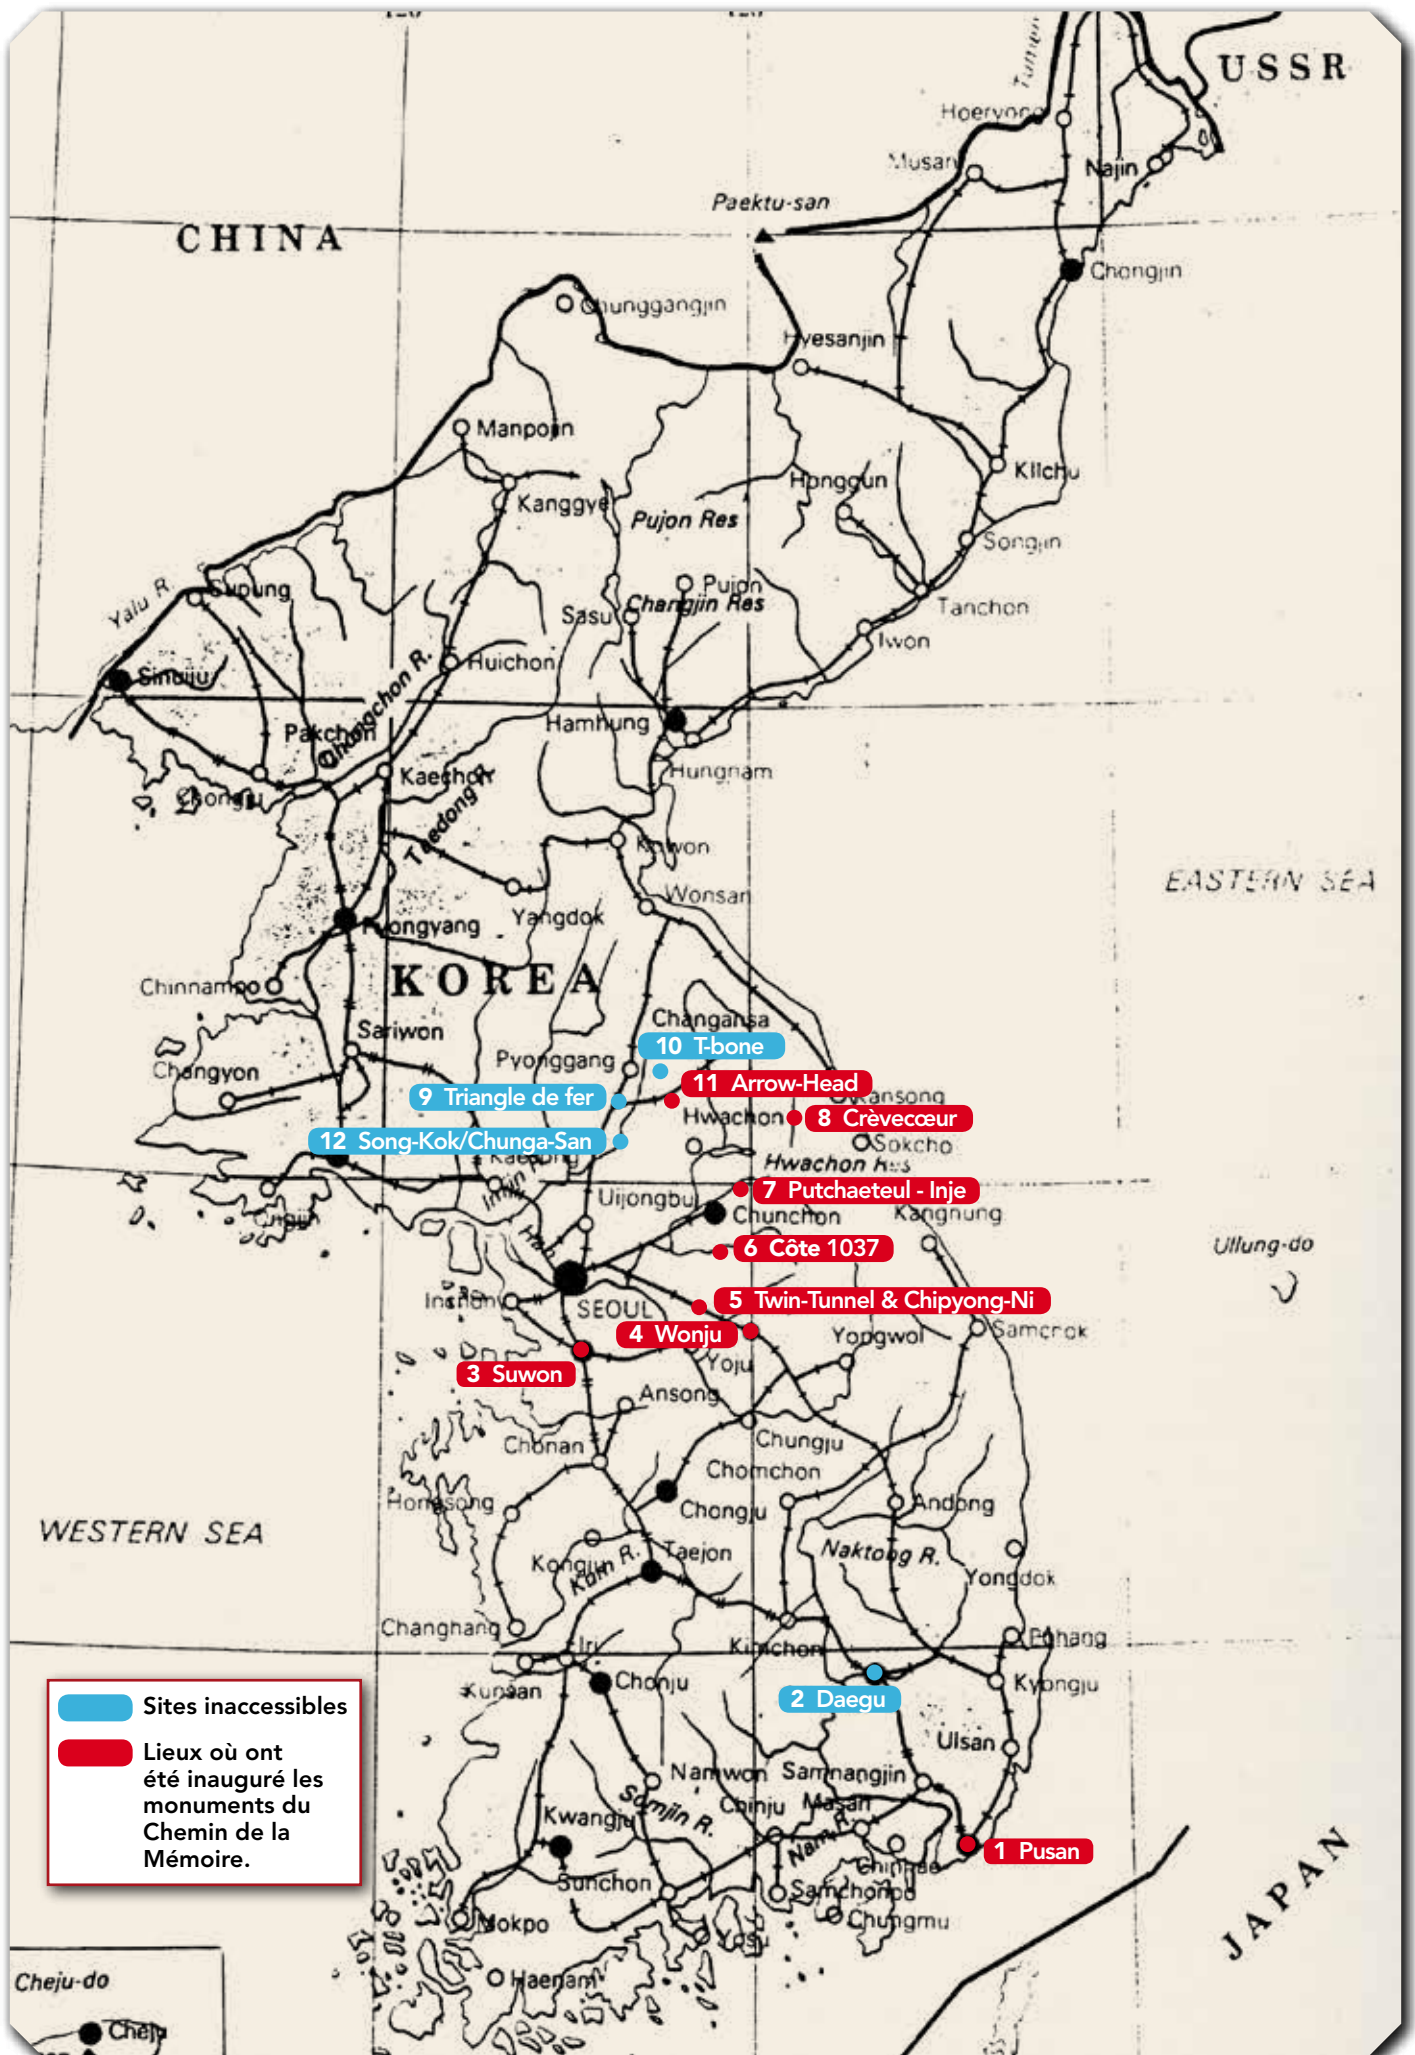 USSR
Hoeryong
Musan
Najin
Paektu-san
CHINA
Chongjin
Chunggangjin
Hyesanjin
Manpojin
Kilchu
Kanggye
Honggun
Pujon Res
Songjin
Yalu R.
Supung
Pujon
Changjin Res
Sasu
Tanchon
Iwon
Huichon
Sinuiju
Chongchon R.
Hamhung
Pakchon
Hungnam
Kaechon
Chongju
Taedong R.
Kowon
EASTERN SEA
Wonsan
Yangdok
Pyongyang
KOREA
Chinnampo
Changansa
Sariwon
10 T-bone
Pyonggang
Changyon
11 Arrow-Head
9 Triangle de fer
Kansong
Hwachon
8 Crèvecœur
12 Song-Kok/Chunga-San
Sokcho
Kaesong
Hwachon Res
Imjin R.
7 Putchaeteul - Inje
Uijongbu
Chunchon
Kangnung
Ongjin
Han
6 Côte 1037
Ullung-do
Inchon
SEOUL
5 Twin-Tunnel & Chipyong-Ni
4 Wonju
Yongwol
Samchok
Yoju
3 Suwon
Ansong
Chonan
Chungju
Chomchon
Hongsong
Chongju
Andong
WESTERN SEA
Kongju
Kum R.
Taejon
Naktong R.
Yongdok
Changhang
Iri
Kimchon
Pohang
Kunsan
Chonju
Kyongju
2 Daegu
Sites inaccessibles
Lieux où ont
été inauguré les
monuments du
Chemin de la
Mémoire.
Ulsan
Namwon
Samnangjin
Somjin R.
Chinju
Masan
Kwangju
Nam R.
1 Pusan
Chinhae
Sunchon
Samchonpo
Mokpo
Chungmu
Yosu
JAPAN
Haenam
Cheju-do
Cheju